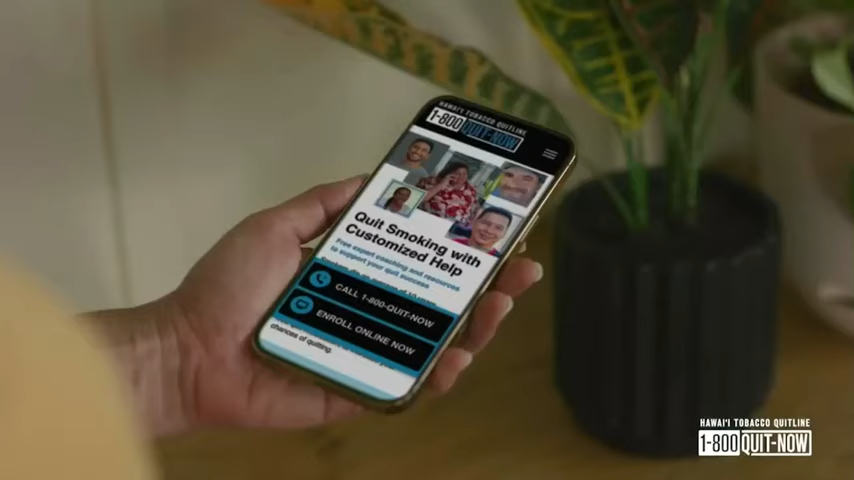 HAWAI'I TOBACCO QUITLINE
1-800 QUIT-NOW
Quit Smoking with
Customized Help
Free expert coaching and resources
to support your quit success
CALL 1-800-QUIT-NOW
ENROLL ONLINE NOW
chances of quitting.
HAWAI'I TOBACCO QUITLINE
1-800 QUIT-NOW